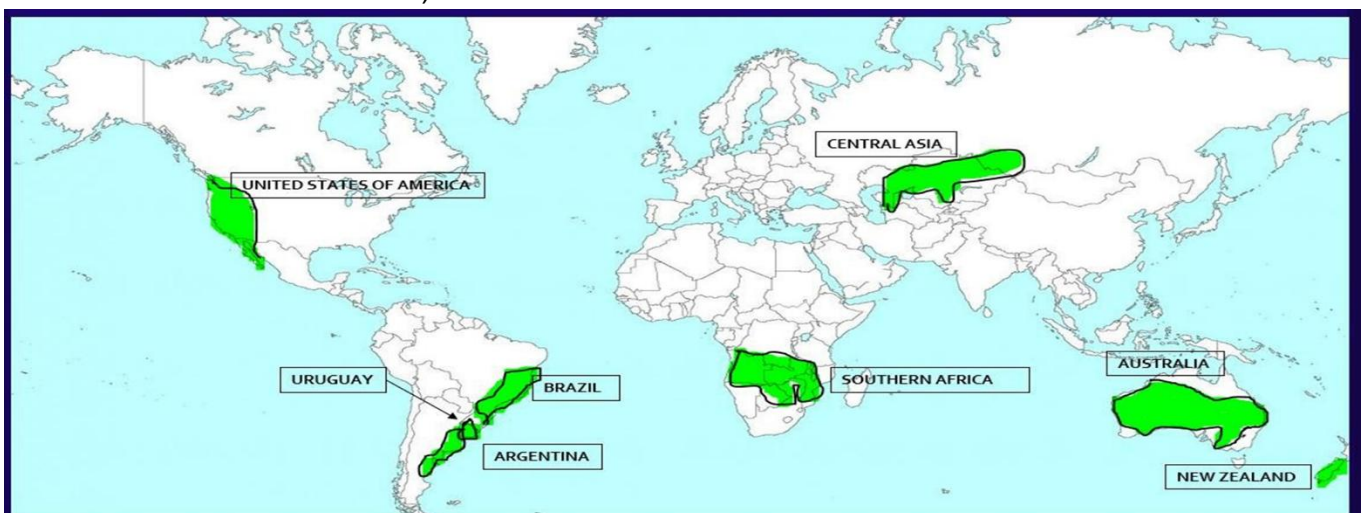 CENTRAL ASIA
UNITED STATES OF AMERICA
AUSTRALIA
URUGUAY
BRAZIL
SOUTHERN AFRICA
ARGENTINA
NEW ZEALAND